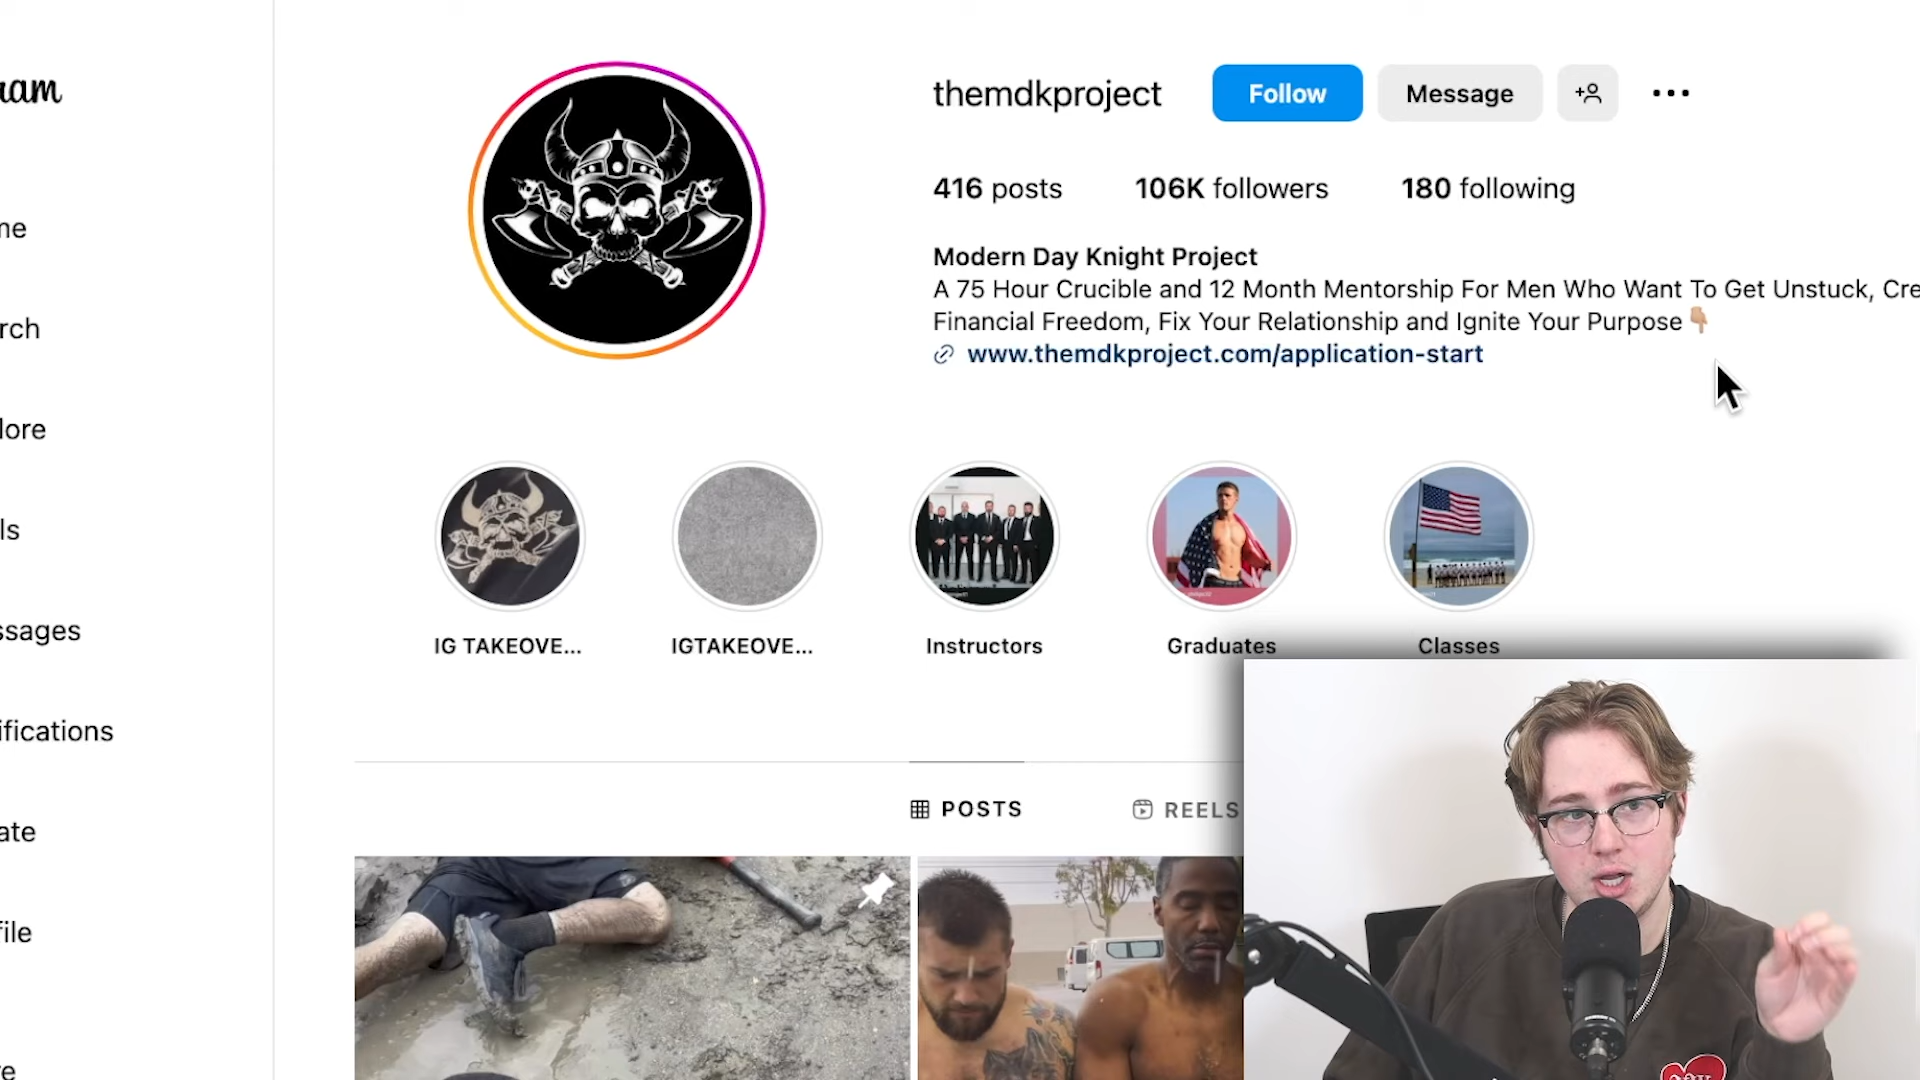 am
themdkproject
Follow
Message
416 posts
106K followers
180 following
Modern Day Knight Project
A 75 Hour Crucible and 12 Month Mentorship For Men Who Want To Get Unstuck, Cre
Financial Freedom, Fix Your Relationship and Ignite Your Purpose
www.themdkproject.com/application-start
me
rch
lore
ls
ssages
ifications
ate
file
re
IG TAKEOVE...
IGTAKEOVE...
Instructors
Graduates
Classes
POSTS
REELS